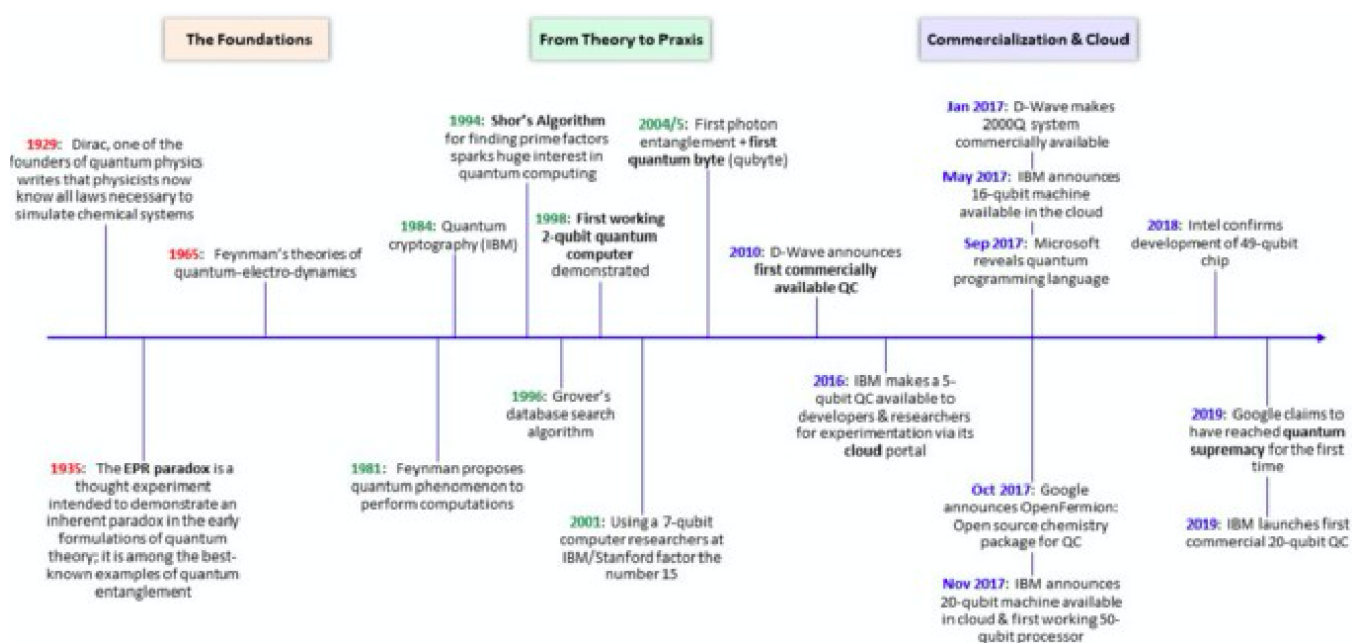 The Foundations
From Theory to Praxis
Commercialization & Cloud
1929: Dirac, one of the
founders of quantum physics
writes that physicists now
know all laws necessary to
simulate chemical systems
1965: Feynman's theories of
quantum-electro-dynamics
1984: Quantum
cryptography (IBM)
1994: Shor's Algorithm
for finding prime factors
sparks huge interest in
quantum computing
1998: First working
2-qubit quantum
computer
demonstrated
2004/5: First photon
entanglement + first
quantum byte (qubyte)
2010: D-Wave announces
first commercially
available QC
Jan 2017: D-Wave makes
2000Q system
commercially available
May 2017: IBM announces
16-qubit machine
available in the cloud
Sep 2017: Microsoft
reveals quantum
programming language
2018: Intel confirms
development of 49-qubit
chip
1935: The EPR paradox is a
thought experiment
intended to demonstrate an
inherent paradox in the early
formulations of quantum
theory; it is among the best-
known examples of quantum
entanglement
1981: Feynman proposes
quantum phenomenon to
perform computations
1996: Grover's
database search
algorithm
2001: Using a 7-qubit
computer researchers at
IBM/Stanford factor the
number 15
2016: IBM makes a 5-
qubit QC available to
developers & researchers
for experimentation via its
cloud portal
Oct 2017: Google
announces OpenFermion:
Open source chemistry
package for QC
Nov 2017: IBM announces
20-qubit machine available
in cloud & first working 50-
qubit processor
2019: Google claims to
have reached quantum
supremacy for the first
time
2019: IBM launches first
commercial 20-qubit QC